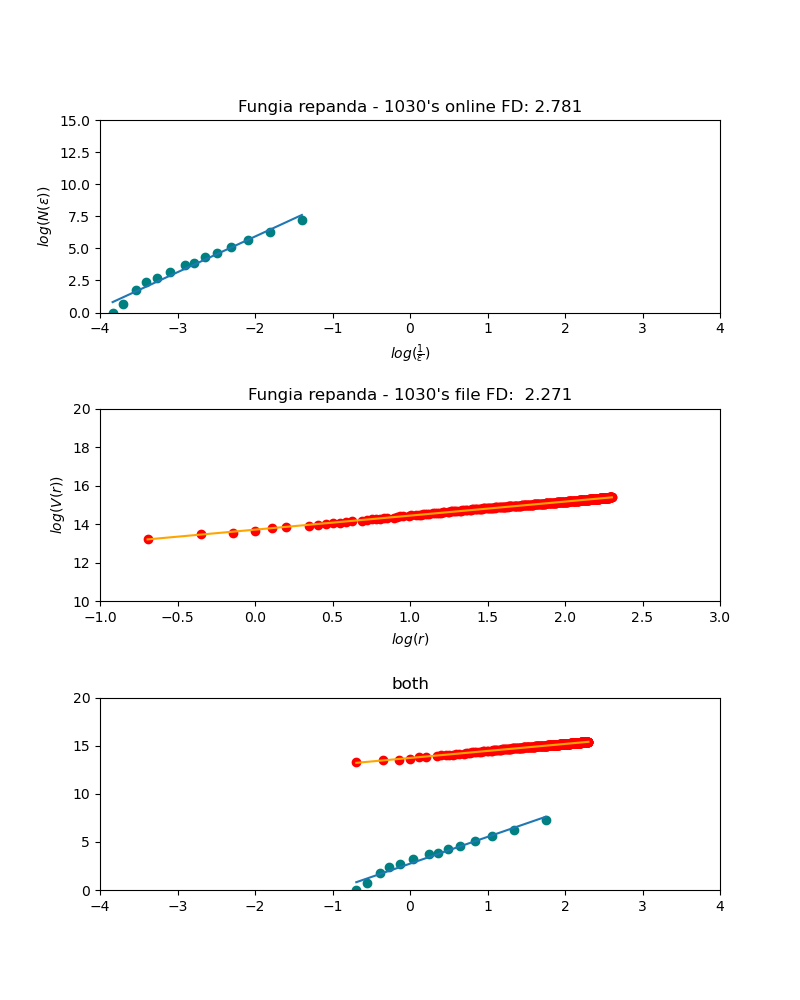 Fungia repanda - 1030's online FD: 2.781
15.0
12.5
10.0
7.5
5.0
2.5
0.0
log(N(ε))
−4 −3 −2 −1 0 1 2 3 4
log(1/ε)
Fungia repanda - 1030's file FD:  2.271
20
18
16
14
12
10
log(V(r))
−1.0 −0.5 0.0 0.5 1.0 1.5 2.0 2.5 3.0
log(r)
both
20
15
10
5
0
−4 −3 −2 −1 0 1 2 3 4